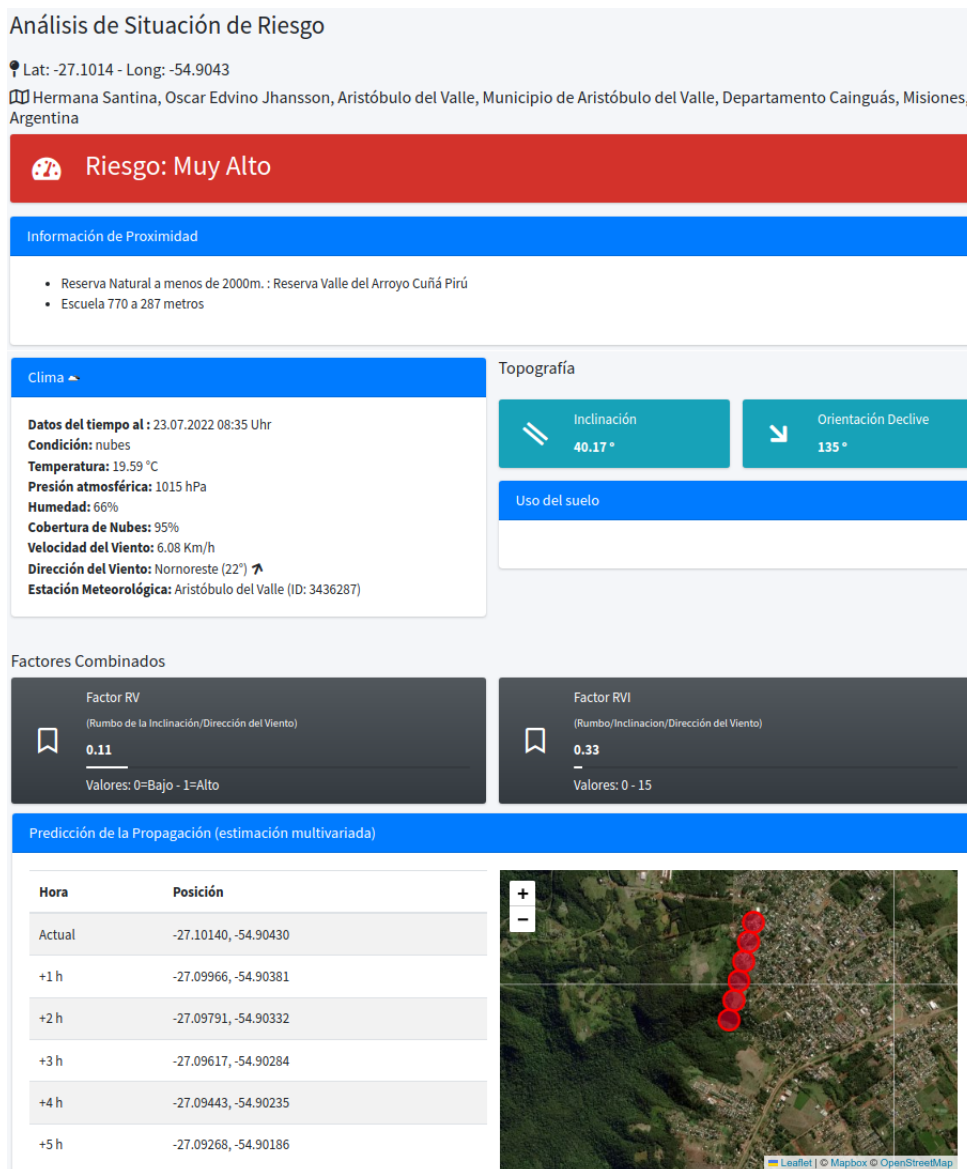 Análisis de Situación de Riesgo
Lat: -27.1014 - Long: -54.9043
Hermana Santina, Oscar Edvino Jhansson, Aristóbulo del Valle, Municipio de Aristóbulo del Valle, Departamento Cainguás, Misiones,
Argentina
Riesgo: Muy Alto
Información de Proximidad
• Reserva Natural a menos de 2000m. : Reserva Valle del Arroyo Cuñá Pirú
• Escuela 770 a 287 metros
Clima
Datos del tiempo al : 23.07.2022 08:35 Uhr
Condición: nubes
Temperatura: 19.59 °C
Presión atmosférica: 1015 hPa
Humedad: 66%
Cobertura de Nubes: 95%
Velocidad del Viento: 6.08 Km/h
Dirección del Viento: Nornoreste (22°)
Estación Meteorológica: Aristóbulo del Valle (ID: 3436287)
Topografía
Inclinación
40.17 °
Orientación Declive
135 °
Uso del suelo
Factores Combinados
Factor RV
(Rumbo de la Inclinación/Dirección del Viento)
0.11
Valores: 0=Bajo - 1=Alto
Factor RVI
(Rumbo/Inclinacion/Dirección del Viento)
0.33
Valores: 0 - 15
Predicción de la Propagación (estimación multivariada)
Hora Posición
Actual -27.10140, -54.90430
+1 h -27.09966, -54.90381
+2 h -27.09791, -54.90332
+3 h -27.09617, -54.90284
+4 h -27.09443, -54.90235
+5 h -27.09268, -54.90186
+
−
Leaflet | © Mapbox © OpenStreetMap